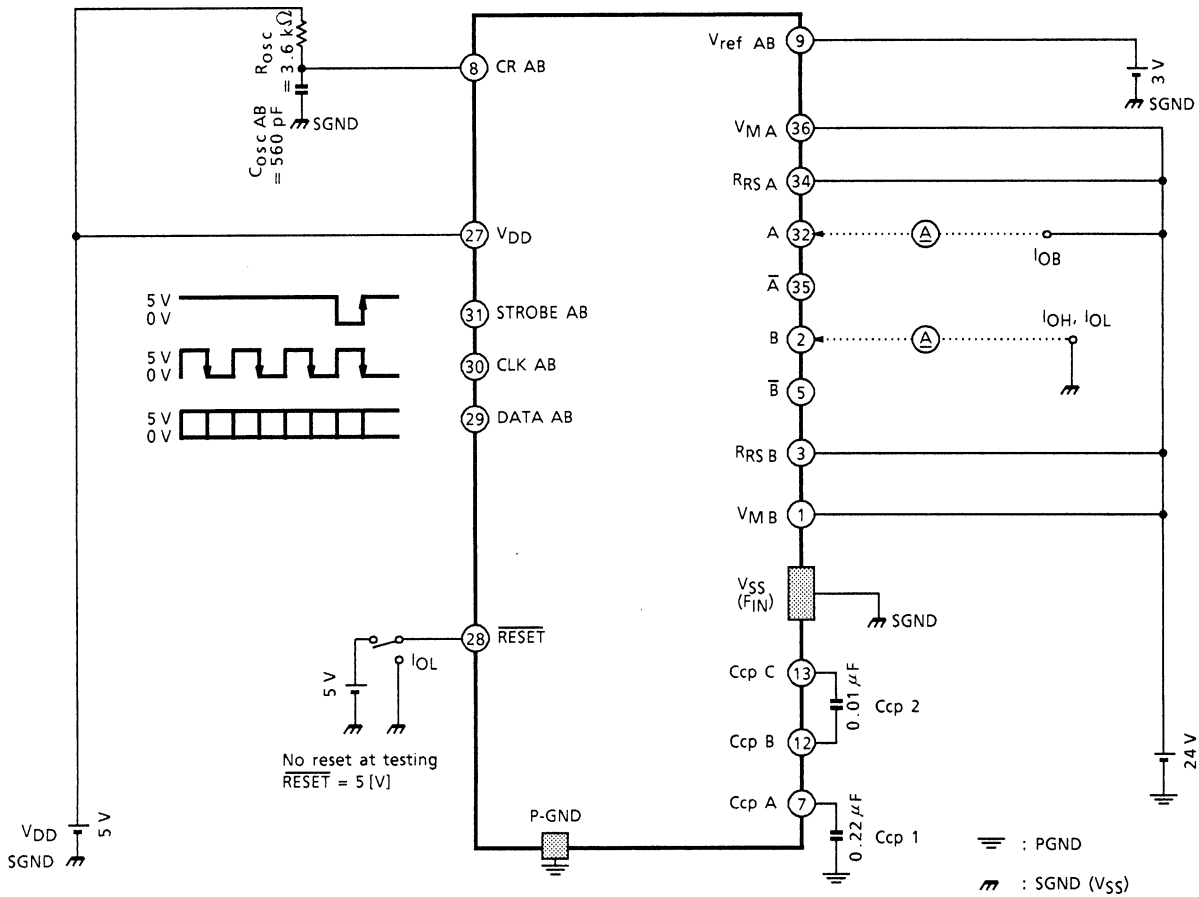 Rosc
= 3.6 kΩ
Cosc AB
= 560 pF
SGND
8 CR AB
27 VDD
5 V
0 V
31 STROBE AB
5 V
0 V
30 CLK AB
5 V
0 V
29 DATA AB
28 R̅E̅S̅E̅T̅
IOL
5 V
No reset at testing
R̅E̅S̅E̅T̅ = 5 [V]
VDD
5 V
SGND
P-GND
Vref AB 9
3 V
SGND
VM A 36
RRS A 34
A 32
A
IOB
A̅ 35
B 2
A
IOH, IOL
B̅ 5
RRS B 3
VM B 1
VSS
(FIN)
SGND
Ccp C 13
0.01 μF
Ccp 2
Ccp B 12
Ccp A 7
0.22 μF
Ccp 1
24 V
: PGND
: SGND (VSS)